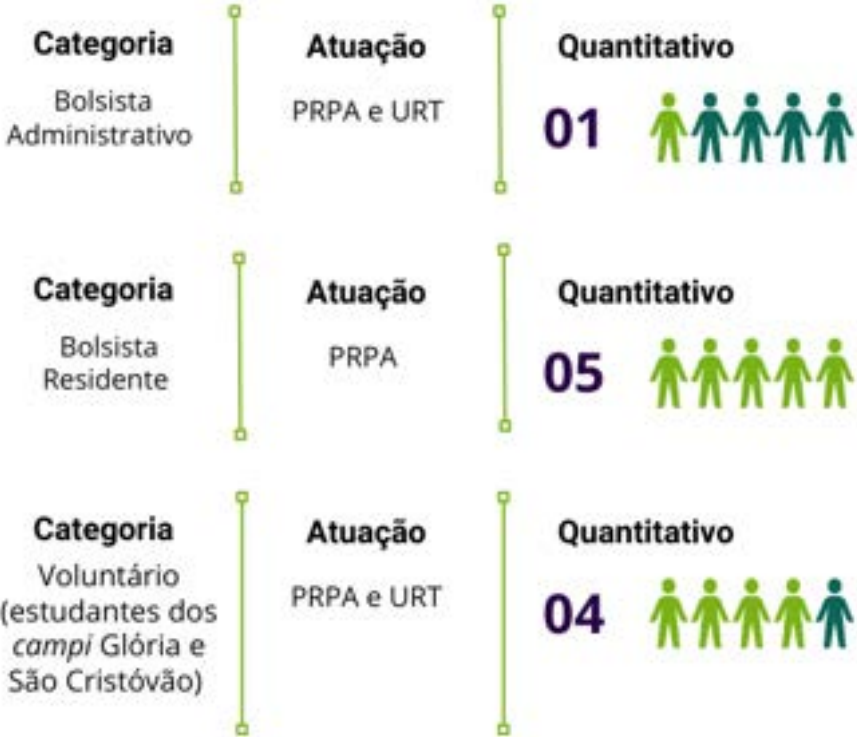 Categoria
Bolsista
Administrativo
Atuação
PRPA e URT
Quantitativo
01
Categoria
Bolsista
Residente
Atuação
PRPA
Quantitativo
05
Categoria
Voluntário
(estudantes dos
campi Glória e
São Cristóvão)
Atuação
PRPA e URT
Quantitativo
04